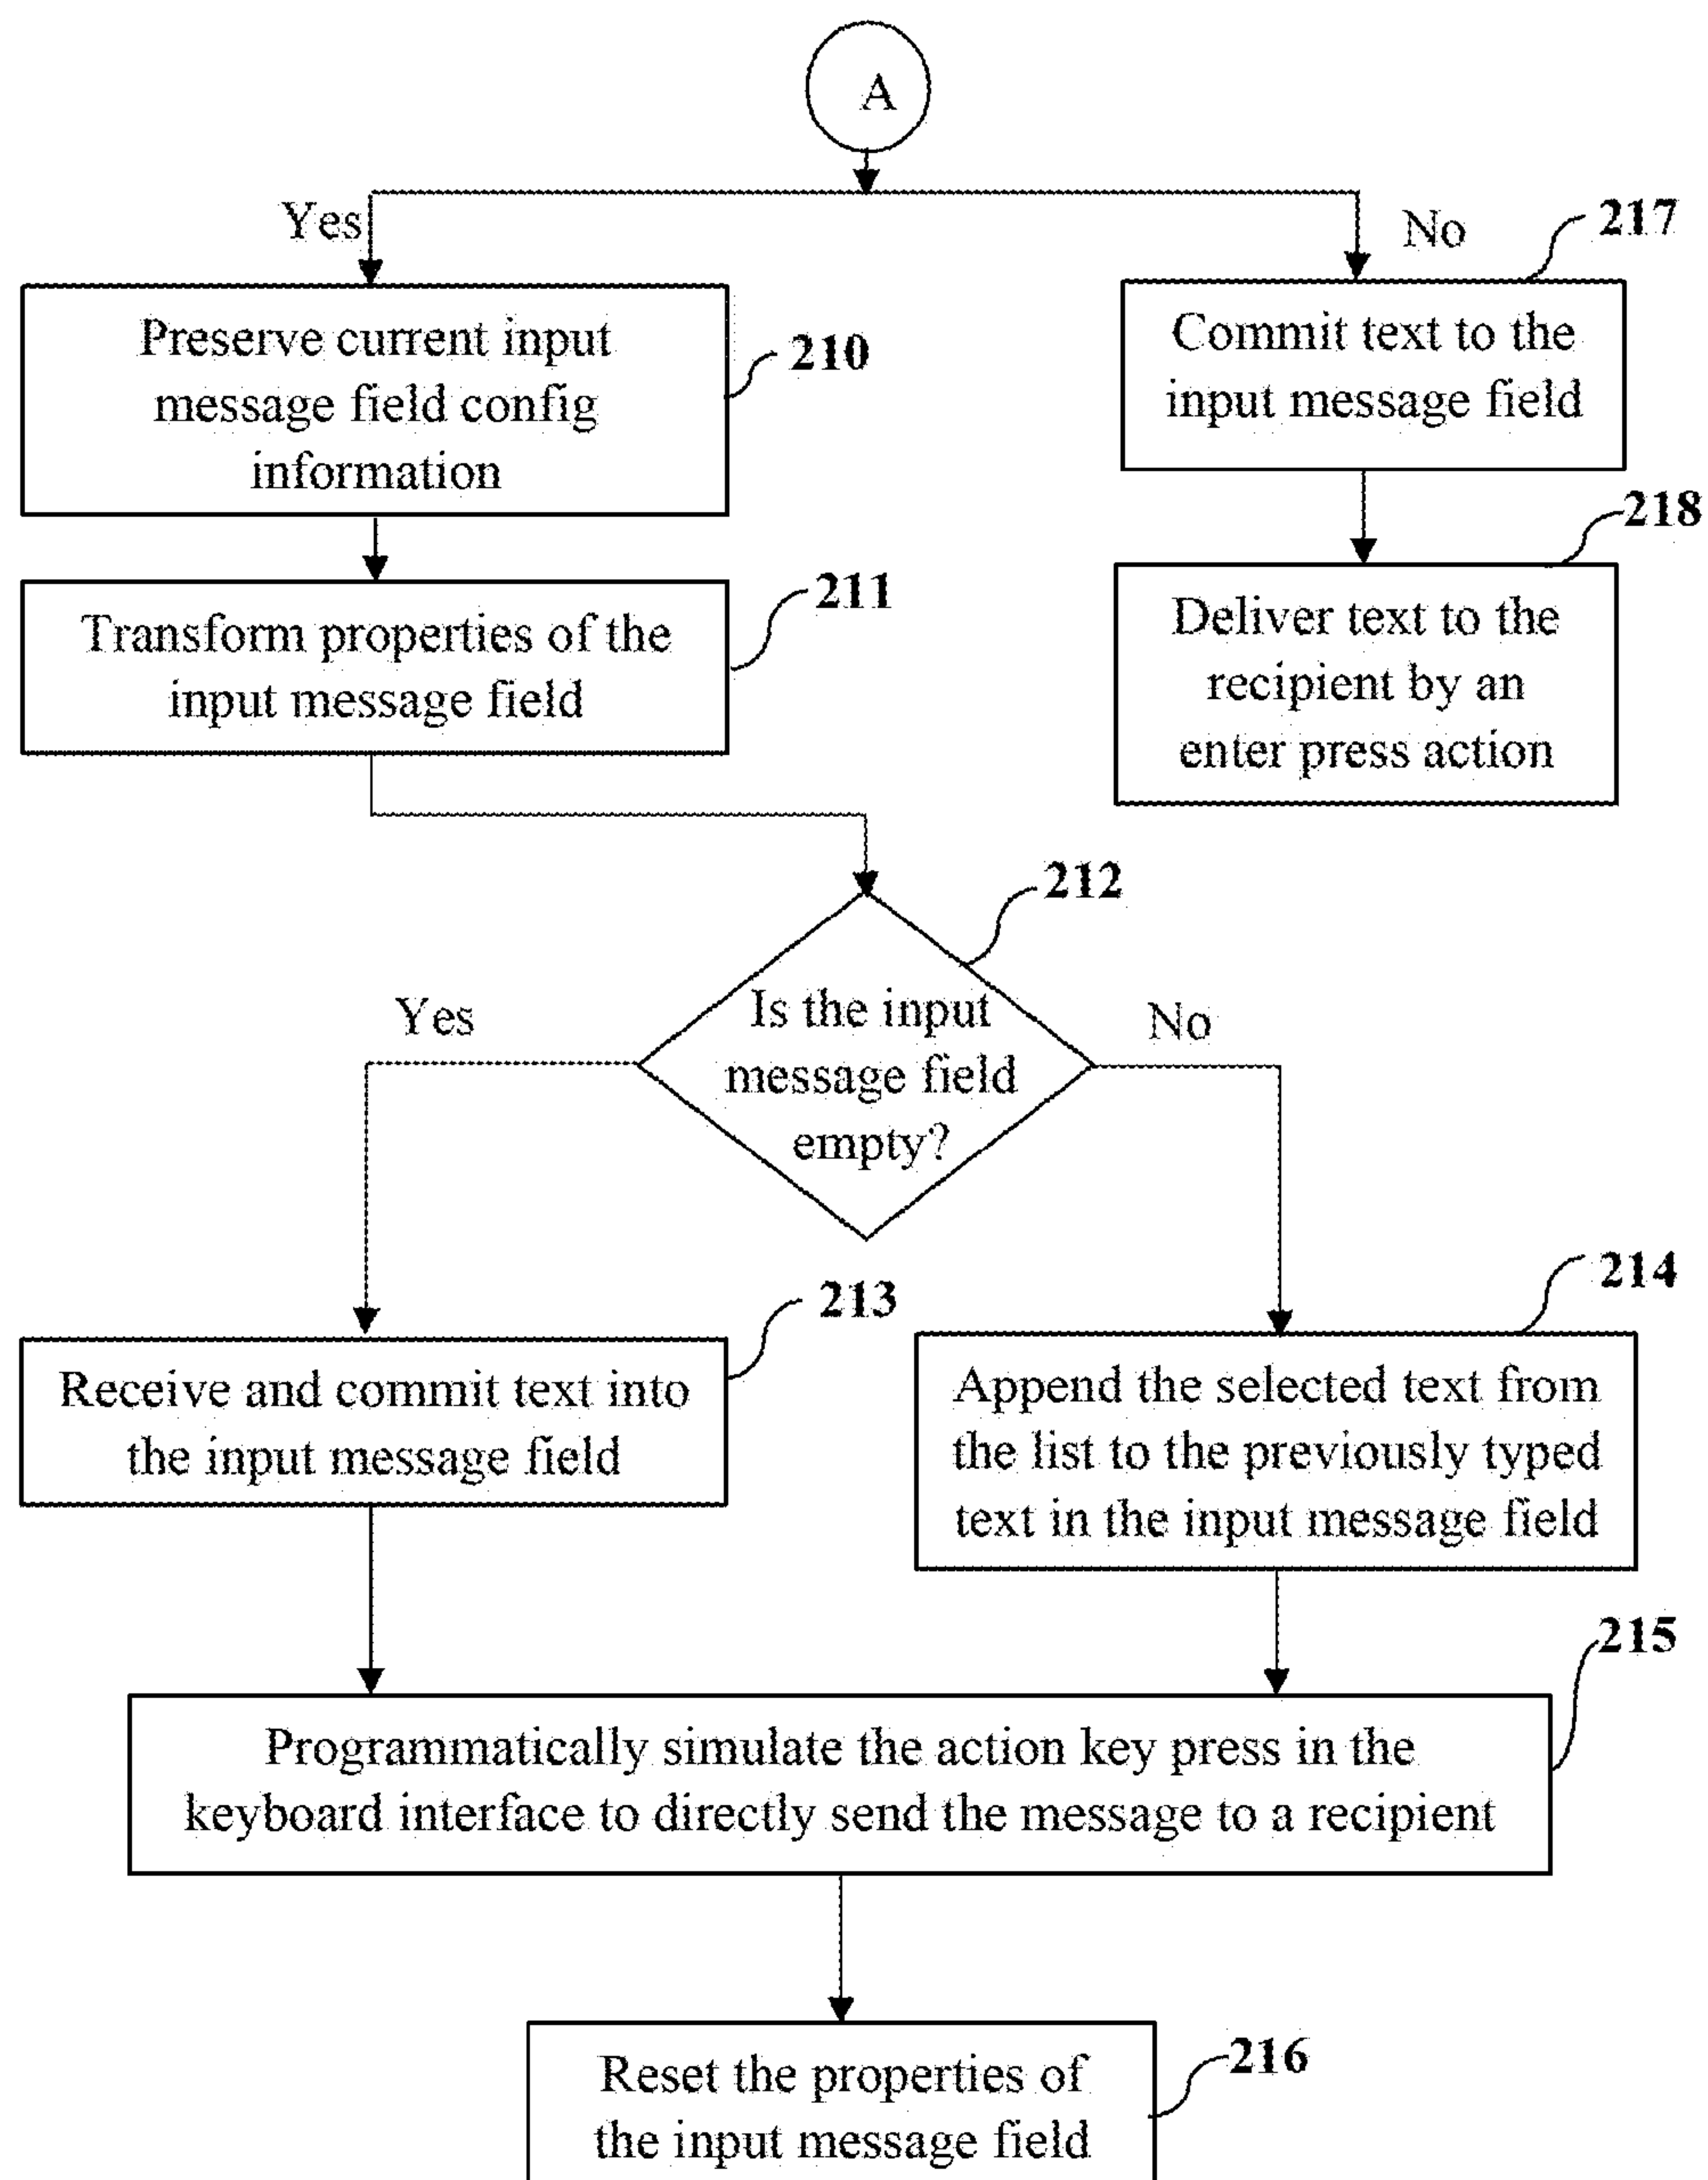 A
Yes
No
217
Preserve current input
message field config
information
210
Commit text to the
input message field
218
Transform properties of the
input message field
211
Deliver text to the
recipient by an
enter press action
212
Is the input
message field
empty?
Yes
No
213
Receive and commit text into
the input message field
214
Append the selected text from
the list to the previously typed
text in the input message field
215
Programmatically simulate the action key press in the
keyboard interface to directly send the message to a recipient
216
Reset the properties of
the input message field